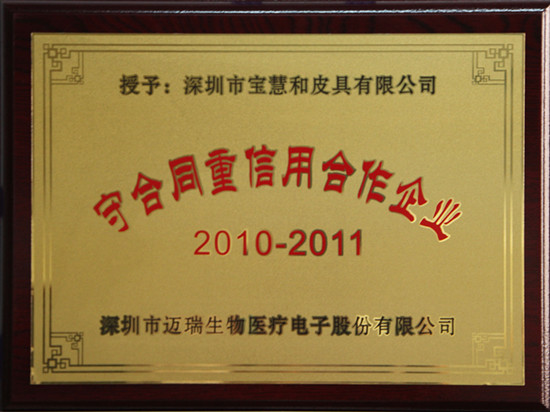 授予：深圳市宝慧和皮具有限公司
守合同重信用合作企业
2010-2011
深圳市迈瑞生物医疗电子股份有限公司